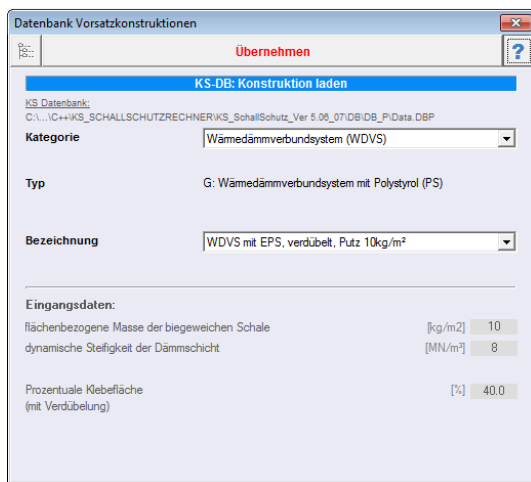 Datenbank Vorsatzkonstruktionen
Übernehmen
?
KS-DB: Konstruktion laden
KS Datenbank:
C:\...\C++\KS_SCHALLSCHUTZRECHNER\KS_SchallSchutz_Ver 5.06_07\DB\DB_P\Data.DBP
Kategorie Wärmedämmverbundsystem (WDVS)
Typ G: Wärmedämmverbundsystem mit Polystyrol (PS)
Bezeichnung WDVS mit EPS, verdübelt, Putz 10kg/m²
Eingangsdaten:
flächenbezogene Masse der biegeweichen Schale [kg/m2] 10
dynamische Steifigkeit der Dämmschicht [MN/m³] 8
Prozentuale Klebefläche [%] 40.0
(mit Verdübelung)